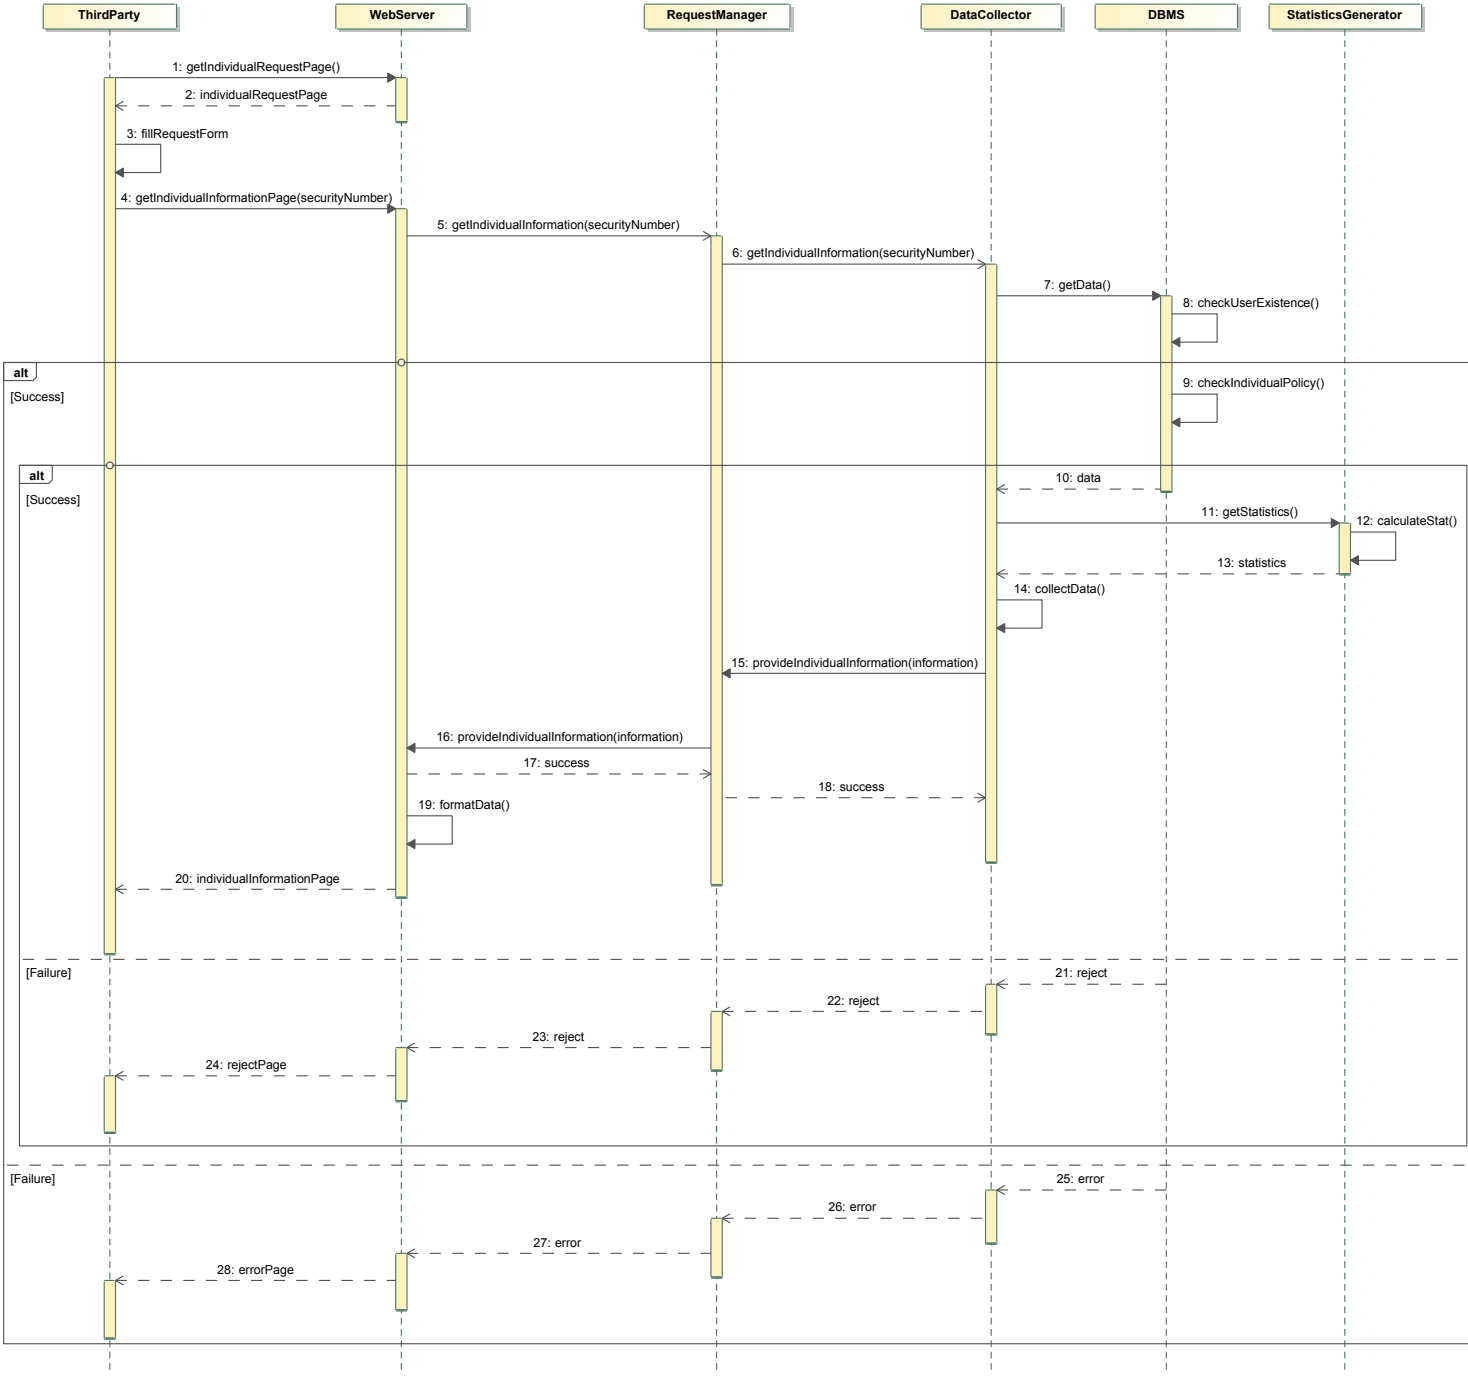 ThirdParty
WebServer
RequestManager
DataCollector
DBMS
StatisticsGenerator
1: getIndividualRequestPage()
2: individualRequestPage
3: fillRequestForm
4: getIndividualInformationPage(securityNumber)
5: getIndividualInformation(securityNumber)
6: getIndividualInformation(securityNumber)
7: getData()
8: checkUserExistence()
alt
[Success]
9: checkIndividualPolicy()
alt
[Success]
10: data
11: getStatistics()
12: calculateStat()
13: statistics
14: collectData()
15: provideIndividualInformation(information)
16: provideIndividualInformation(information)
17: success
18: success
19: formatData()
20: individualInformationPage
[Failure]
21: reject
22: reject
23: reject
24: rejectPage
[Failure]
25: error
26: error
27: error
28: errorPage